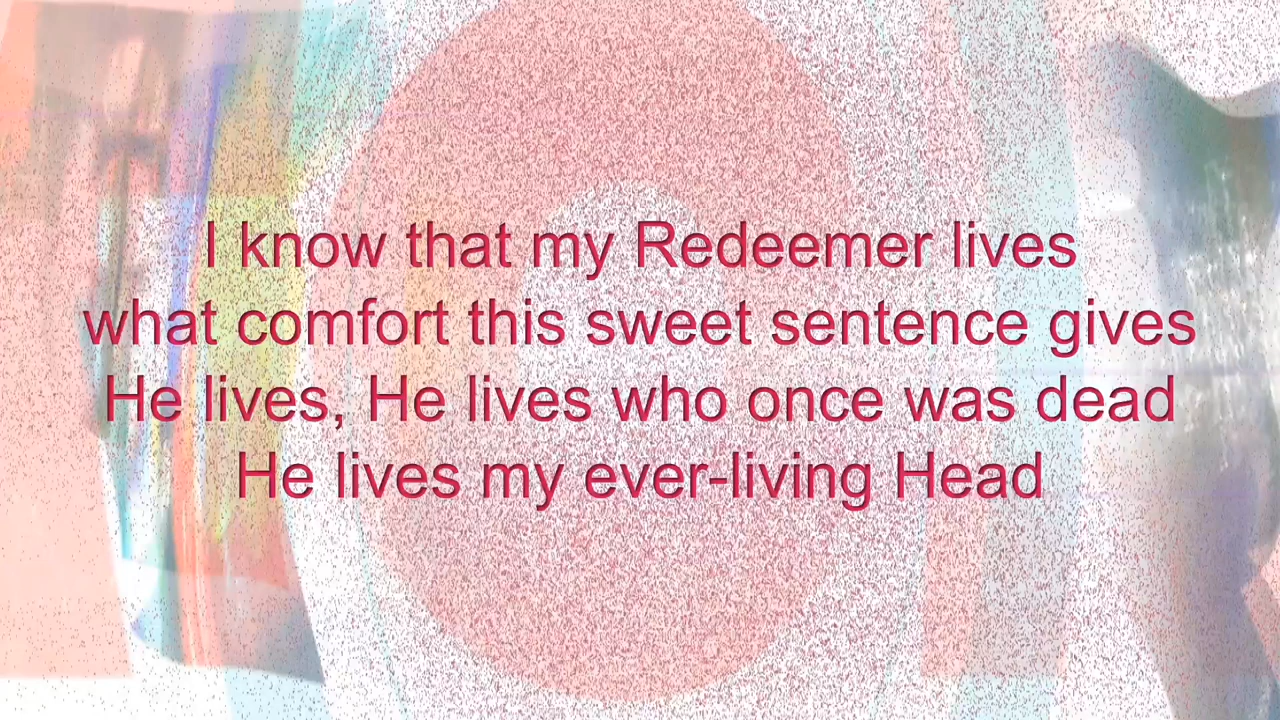 I know that my Redeemer lives
what comfort this sweet sentence gives
He lives, He lives who once was dead
He lives my ever-living Head